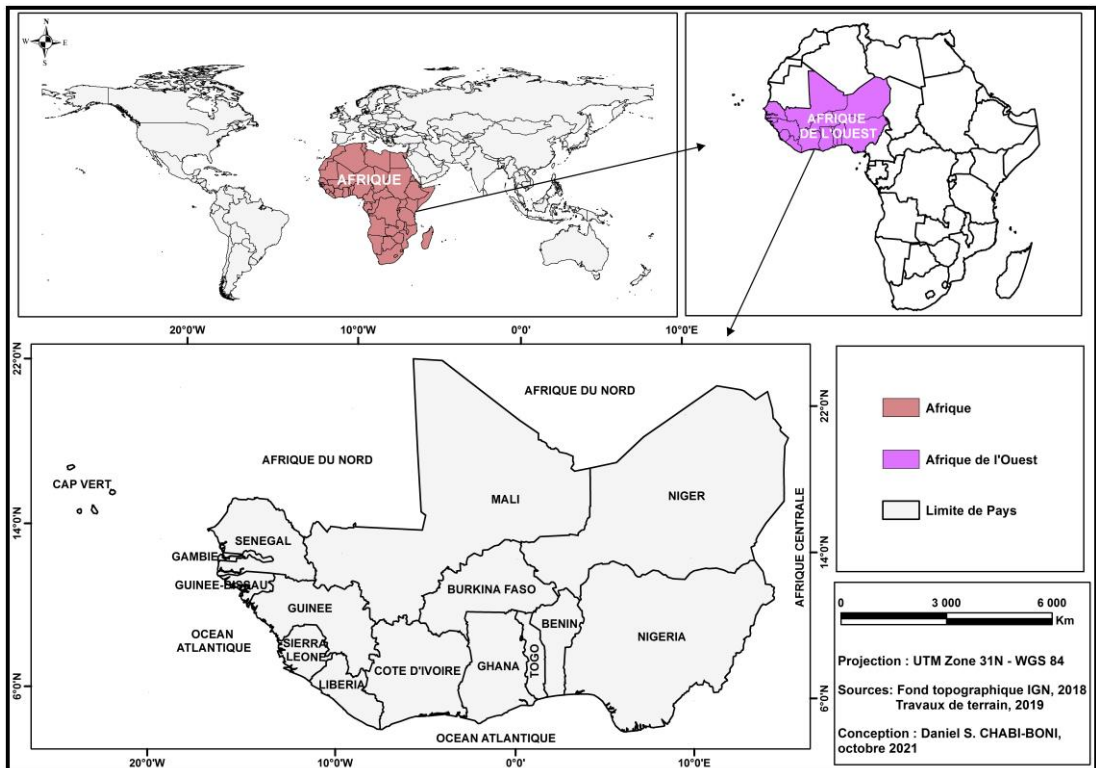 N
W
E
S
AFRIQUE
AFRIQUE
DE L'OUEST
20°0'W
10°0'W
0°0'
10°0'E
22°0'N
14°0'N
6°0'N
22°0'N
14°0'N
6°0'N
AFRIQUE DU NORD
AFRIQUE DU NORD
CAP VERT
MALI
NIGER
SENEGAL
GAMBIE
GUINEE-BISSAU
BURKINA FASO
GUINEE
BENIN
NIGERIA
OCEAN
ATLANTIQUE
SIERRA
LEONE
COTE D'IVOIRE
GHANA
TOGO
LIBERIA
AFRIQUE CENTRALE
OCEAN ATLANTIQUE
20°0'W
10°0'W
0°0'
10°0'E
Afrique
Afrique de l'Ouest
Limite de Pays
0
3 000
6 000
Km
Projection : UTM Zone 31N - WGS 84
Sources: Fond topographique IGN, 2018
Travaux de terrain, 2019
Conception : Daniel S. CHABI-BONI,
octobre 2021